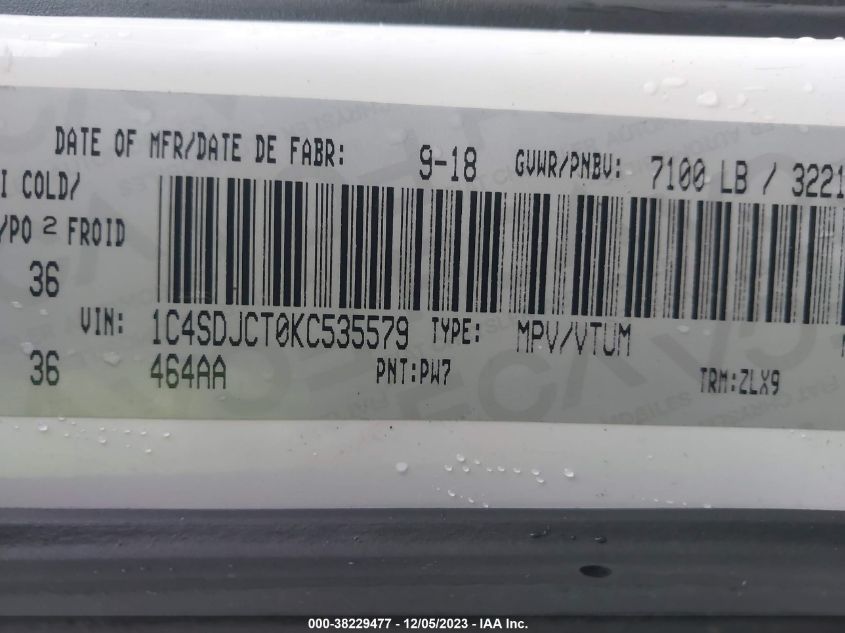 DATE OF MFR/DATE DE FABR: 9-18 GVWR/PNBV: 7100 LB / 3221
I COLD/
/PO 2 FROID
36
VIN: 1C4SDJCT0KC535579 TYPE: MPV/VTUM
36 464AA PNT:PW7 TRM:ZLX9
000-38229477 - 12/05/2023 - IAA Inc.